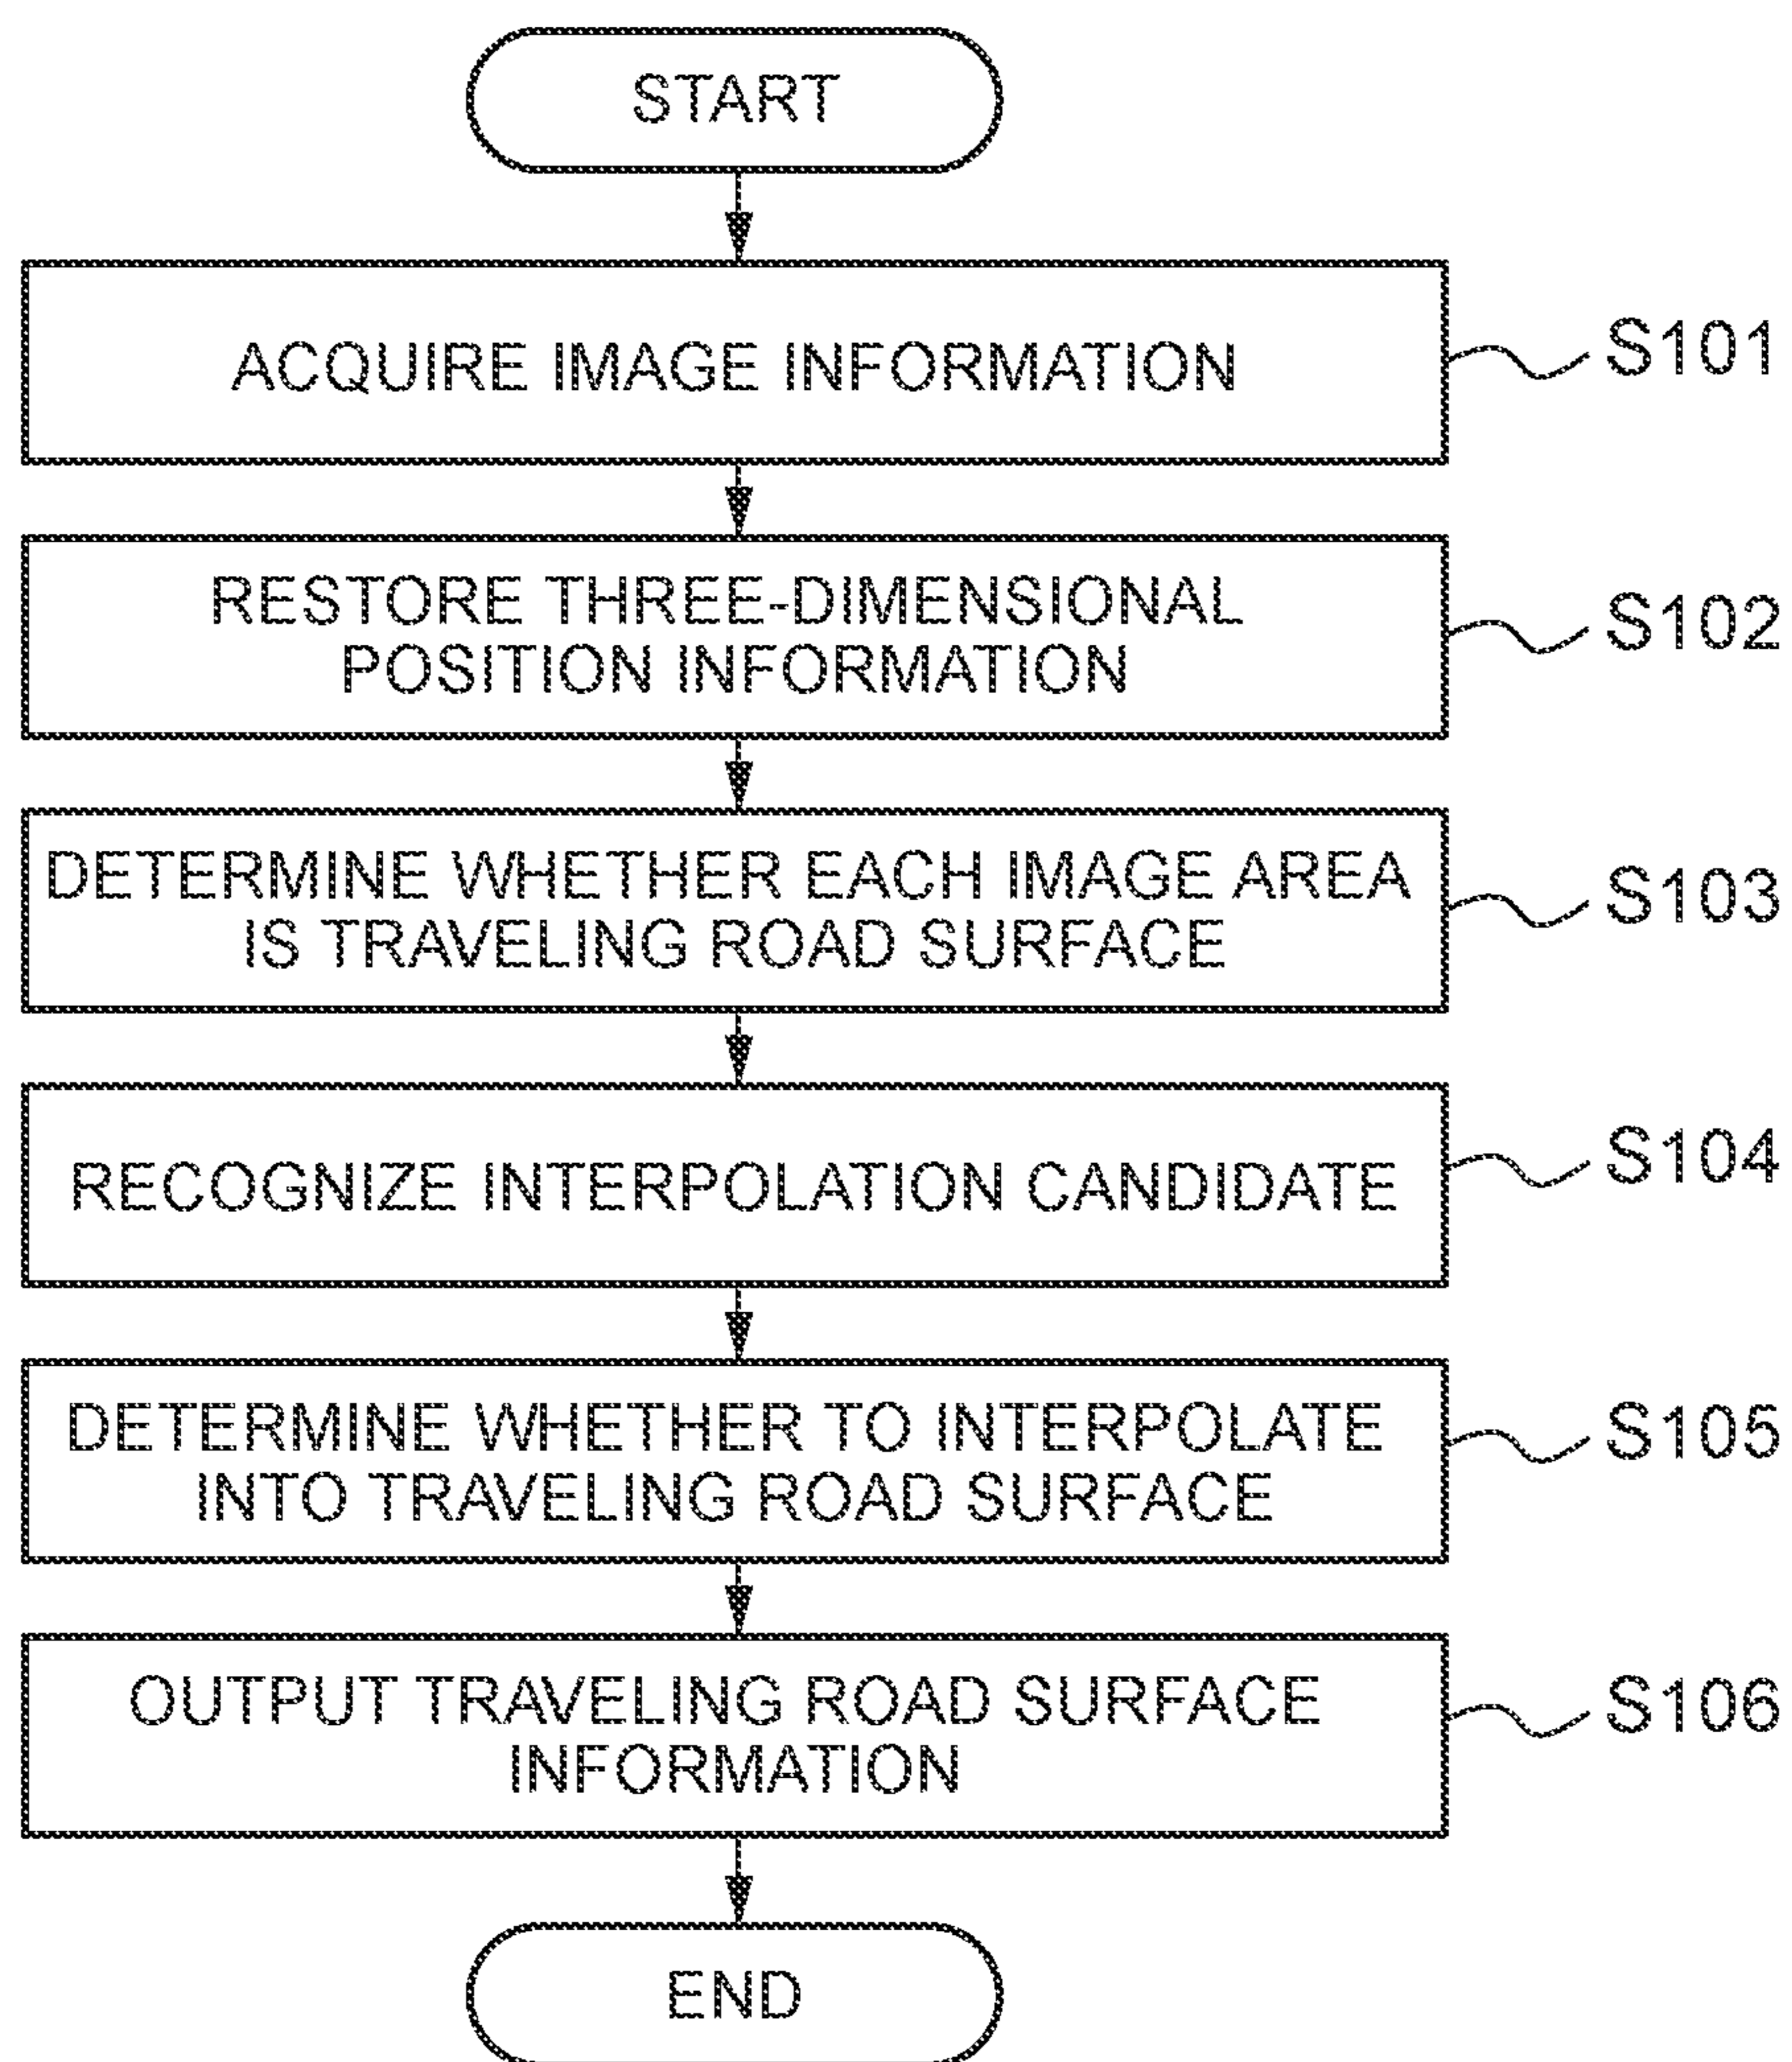 START
ACQUIRE IMAGE INFORMATION
S101
RESTORE THREE-DIMENSIONAL
POSITION INFORMATION
S102
DETERMINE WHETHER EACH IMAGE AREA
IS TRAVELING ROAD SURFACE
S103
RECOGNIZE INTERPOLATION CANDIDATE
S104
DETERMINE WHETHER TO INTERPOLATE
INTO TRAVELING ROAD SURFACE
S105
OUTPUT TRAVELING ROAD SURFACE
INFORMATION
S106
END